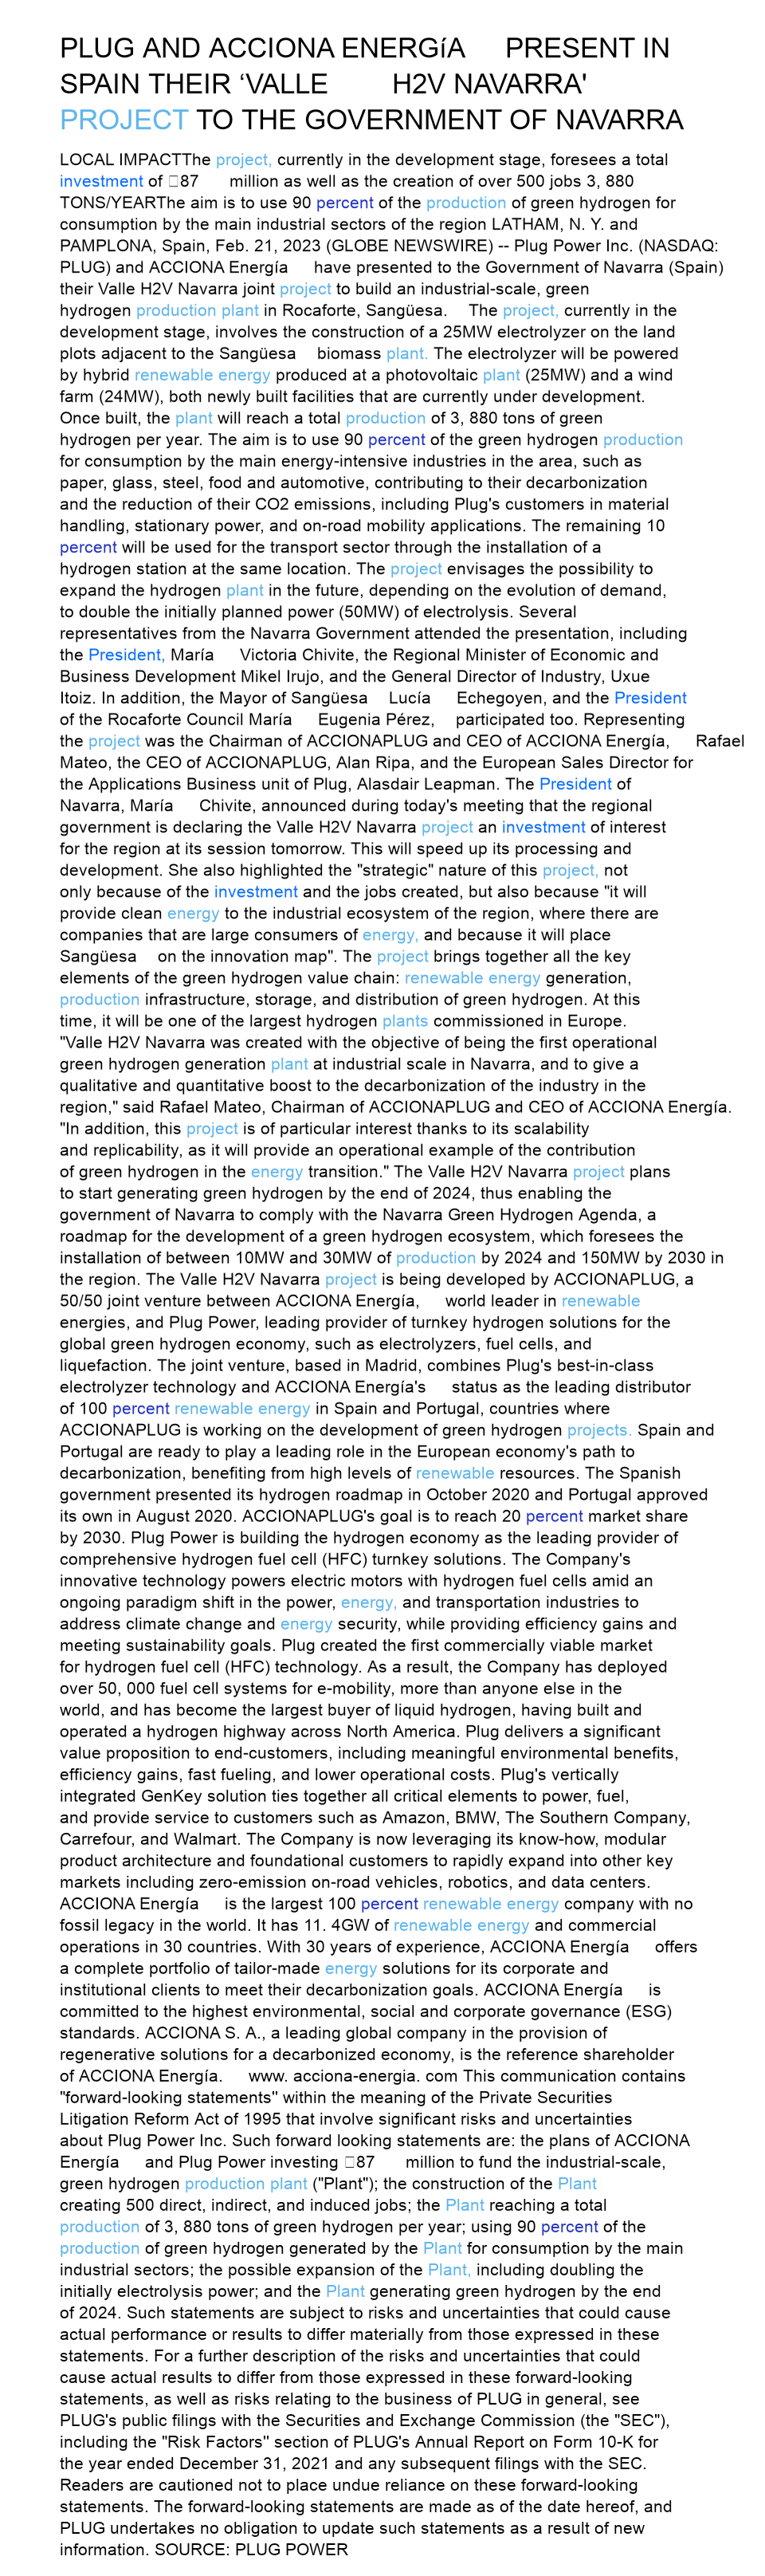 PLUG AND ACCIONA ENERGíA PRESENT IN
SPAIN THEIR ‘VALLE H2V NAVARRA'
PROJECT TO THE GOVERNMENT OF NAVARRA
LOCAL IMPACTThe project, currently in the development stage, foresees a total
investment of □87 million as well as the creation of over 500 jobs 3, 880
TONS/YEARThe aim is to use 90 percent of the production of green hydrogen for
consumption by the main industrial sectors of the region LATHAM, N. Y. and
PAMPLONA, Spain, Feb. 21, 2023 (GLOBE NEWSWIRE) -- Plug Power Inc. (NASDAQ:
PLUG) and ACCIONA Energía have presented to the Government of Navarra (Spain)
their Valle H2V Navarra joint project to build an industrial-scale, green
hydrogen production plant in Rocaforte, Sangüesa. The project, currently in the
development stage, involves the construction of a 25MW electrolyzer on the land
plots adjacent to the Sangüesa biomass plant. The electrolyzer will be powered
by hybrid renewable energy produced at a photovoltaic plant (25MW) and a wind
farm (24MW), both newly built facilities that are currently under development.
Once built, the plant will reach a total production of 3, 880 tons of green
hydrogen per year. The aim is to use 90 percent of the green hydrogen production
for consumption by the main energy-intensive industries in the area, such as
paper, glass, steel, food and automotive, contributing to their decarbonization
and the reduction of their CO2 emissions, including Plug's customers in material
handling, stationary power, and on-road mobility applications. The remaining 10
percent will be used for the transport sector through the installation of a
hydrogen station at the same location. The project envisages the possibility to
expand the hydrogen plant in the future, depending on the evolution of demand,
to double the initially planned power (50MW) of electrolysis. Several
representatives from the Navarra Government attended the presentation, including
the President, María Victoria Chivite, the Regional Minister of Economic and
Business Development Mikel Irujo, and the General Director of Industry, Uxue
Itoiz. In addition, the Mayor of Sangüesa Lucía Echegoyen, and the President
of the Rocaforte Council María Eugenia Pérez, participated too. Representing
the project was the Chairman of ACCIONAPLUG and CEO of ACCIONA Energía, Rafael
Mateo, the CEO of ACCIONAPLUG, Alan Ripa, and the European Sales Director for
the Applications Business unit of Plug, Alasdair Leapman. The President of
Navarra, María Chivite, announced during today's meeting that the regional
government is declaring the Valle H2V Navarra project an investment of interest
for the region at its session tomorrow. This will speed up its processing and
development. She also highlighted the "strategic" nature of this project, not
only because of the investment and the jobs created, but also because "it will
provide clean energy to the industrial ecosystem of the region, where there are
companies that are large consumers of energy, and because it will place
Sangüesa on the innovation map". The project brings together all the key
elements of the green hydrogen value chain: renewable energy generation,
production infrastructure, storage, and distribution of green hydrogen. At this
time, it will be one of the largest hydrogen plants commissioned in Europe.
"Valle H2V Navarra was created with the objective of being the first operational
green hydrogen generation plant at industrial scale in Navarra, and to give a
qualitative and quantitative boost to the decarbonization of the industry in the
region," said Rafael Mateo, Chairman of ACCIONAPLUG and CEO of ACCIONA Energía.
"In addition, this project is of particular interest thanks to its scalability
and replicability, as it will provide an operational example of the contribution
of green hydrogen in the energy transition." The Valle H2V Navarra project plans
to start generating green hydrogen by the end of 2024, thus enabling the
government of Navarra to comply with the Navarra Green Hydrogen Agenda, a
roadmap for the development of a green hydrogen ecosystem, which foresees the
installation of between 10MW and 30MW of production by 2024 and 150MW by 2030 in
the region. The Valle H2V Navarra project is being developed by ACCIONAPLUG, a
50/50 joint venture between ACCIONA Energía, world leader in renewable
energies, and Plug Power, leading provider of turnkey hydrogen solutions for the
global green hydrogen economy, such as electrolyzers, fuel cells, and
liquefaction. The joint venture, based in Madrid, combines Plug's best-in-class
electrolyzer technology and ACCIONA Energía's status as the leading distributor
of 100 percent renewable energy in Spain and Portugal, countries where
ACCIONAPLUG is working on the development of green hydrogen projects. Spain and
Portugal are ready to play a leading role in the European economy's path to
decarbonization, benefiting from high levels of renewable resources. The Spanish
government presented its hydrogen roadmap in October 2020 and Portugal approved
its own in August 2020. ACCIONAPLUG's goal is to reach 20 percent market share
by 2030. Plug Power is building the hydrogen economy as the leading provider of
comprehensive hydrogen fuel cell (HFC) turnkey solutions. The Company's
innovative technology powers electric motors with hydrogen fuel cells amid an
ongoing paradigm shift in the power, energy, and transportation industries to
address climate change and energy security, while providing efficiency gains and
meeting sustainability goals. Plug created the first commercially viable market
for hydrogen fuel cell (HFC) technology. As a result, the Company has deployed
over 50, 000 fuel cell systems for e-mobility, more than anyone else in the
world, and has become the largest buyer of liquid hydrogen, having built and
operated a hydrogen highway across North America. Plug delivers a significant
value proposition to end-customers, including meaningful environmental benefits,
efficiency gains, fast fueling, and lower operational costs. Plug's vertically
integrated GenKey solution ties together all critical elements to power, fuel,
and provide service to customers such as Amazon, BMW, The Southern Company,
Carrefour, and Walmart. The Company is now leveraging its know-how, modular
product architecture and foundational customers to rapidly expand into other key
markets including zero-emission on-road vehicles, robotics, and data centers.
ACCIONA Energía is the largest 100 percent renewable energy company with no
fossil legacy in the world. It has 11. 4GW of renewable energy and commercial
operations in 30 countries. With 30 years of experience, ACCIONA Energía offers
a complete portfolio of tailor-made energy solutions for its corporate and
institutional clients to meet their decarbonization goals. ACCIONA Energía is
committed to the highest environmental, social and corporate governance (ESG)
standards. ACCIONA S. A., a leading global company in the provision of
regenerative solutions for a decarbonized economy, is the reference shareholder
of ACCIONA Energía. www. acciona-energia. com This communication contains
"forward-looking statements" within the meaning of the Private Securities
Litigation Reform Act of 1995 that involve significant risks and uncertainties
about Plug Power Inc. Such forward looking statements are: the plans of ACCIONA
Energía and Plug Power investing □87 million to fund the industrial-scale,
green hydrogen production plant ("Plant"); the construction of the Plant
creating 500 direct, indirect, and induced jobs; the Plant reaching a total
production of 3, 880 tons of green hydrogen per year; using 90 percent of the
production of green hydrogen generated by the Plant for consumption by the main
industrial sectors; the possible expansion of the Plant, including doubling the
initially electrolysis power; and the Plant generating green hydrogen by the end
of 2024. Such statements are subject to risks and uncertainties that could cause
actual performance or results to differ materially from those expressed in these
statements. For a further description of the risks and uncertainties that could
cause actual results to differ from those expressed in these forward-looking
statements, as well as risks relating to the business of PLUG in general, see
PLUG's public filings with the Securities and Exchange Commission (the "SEC"),
including the "Risk Factors" section of PLUG's Annual Report on Form 10-K for
the year ended December 31, 2021 and any subsequent filings with the SEC.
Readers are cautioned not to place undue reliance on these forward-looking
statements. The forward-looking statements are made as of the date hereof, and
PLUG undertakes no obligation to update such statements as a result of new
information. SOURCE: PLUG POWER